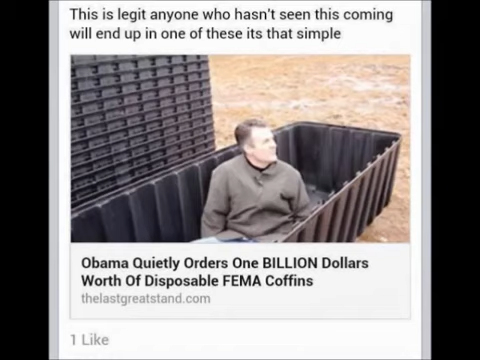 This is legit anyone who hasn't seen this coming
will end up in one of these its that simple
Obama Quietly Orders One BILLION Dollars
Worth Of Disposable FEMA Coffins
thelastgreatstand.com
1 Like